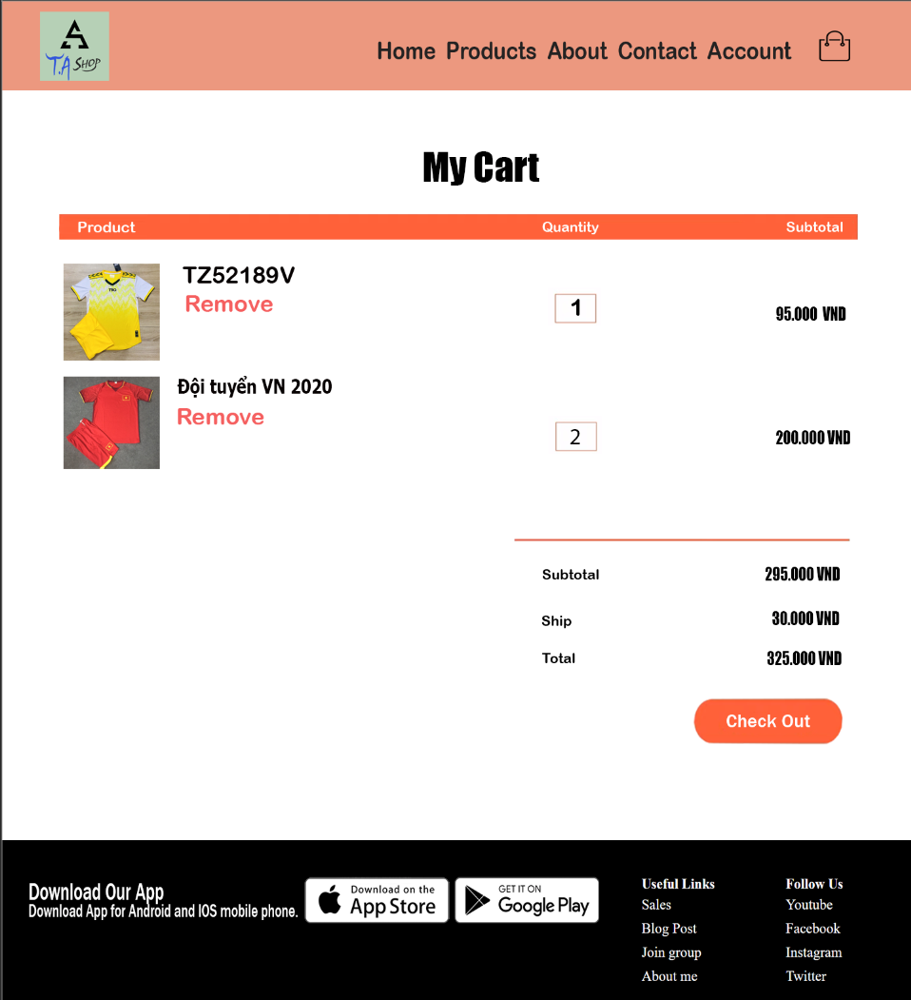 T.A SHOP
Home Products About Contact Account
My Cart
Product Quantity Subtotal
TZ52189V
Remove
1
95.000 VND
Đội tuyển VN 2020
Remove
2
200.000 VND
Subtotal 295.000 VND
Ship 30.000 VND
Total 325.000 VND
Check Out
Download Our App
Download App for Android and IOS mobile phone.
Download on the
App Store
GET IT ON
Google Play
Useful Links
Sales
Blog Post
Join group
About me
Follow Us
Youtube
Facebook
Instagram
Twitter